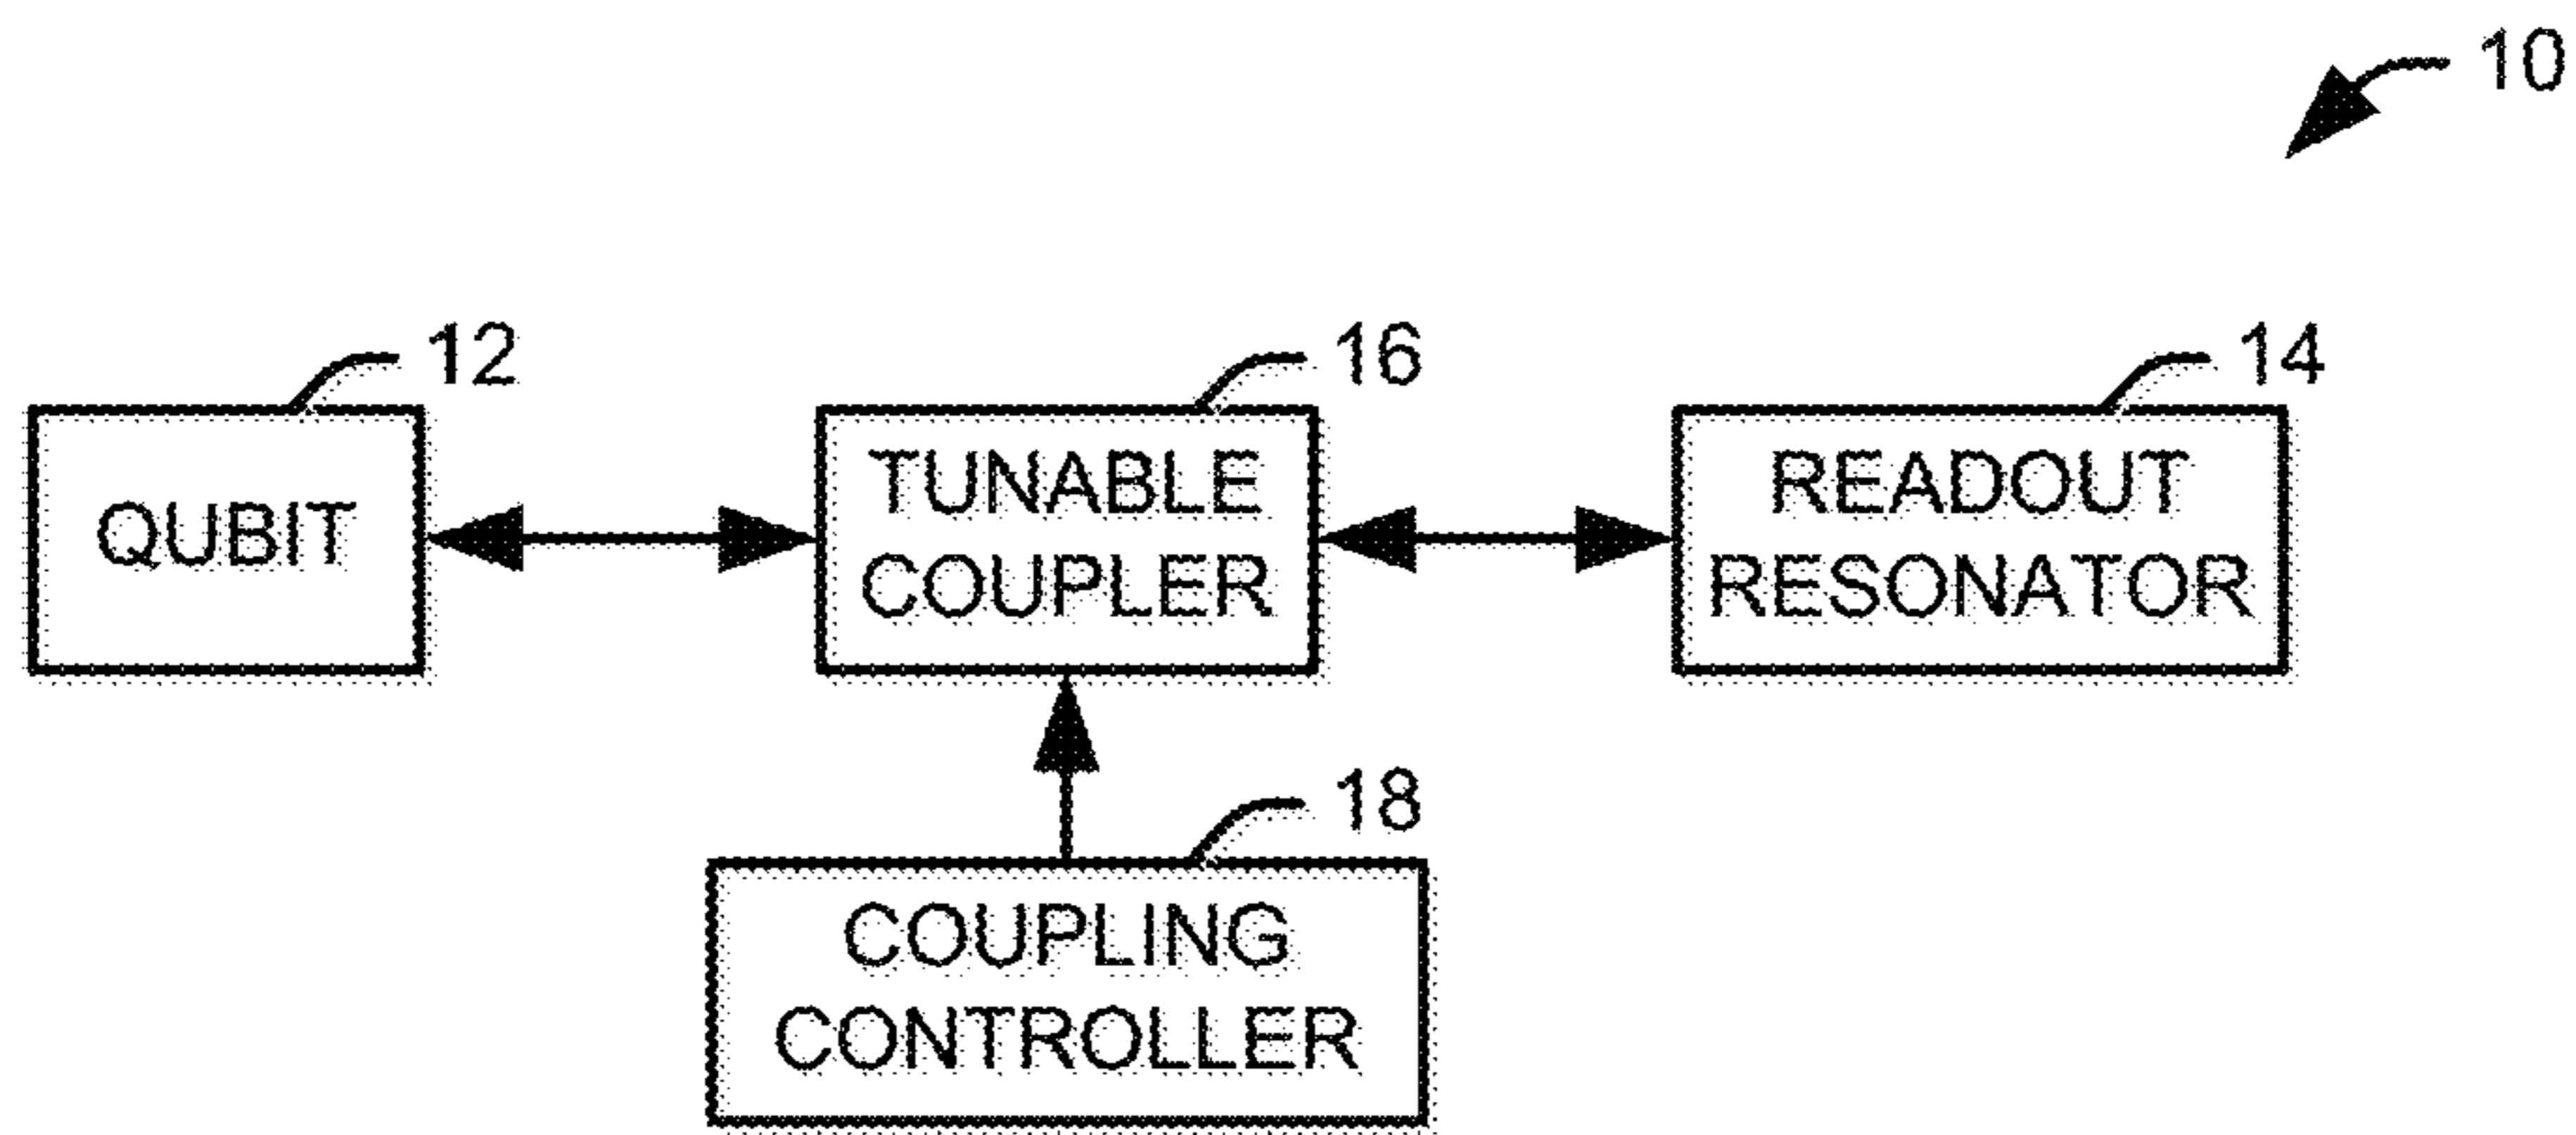 10
12
16
14
QUBIT
TUNABLE
COUPLER
READOUT
RESONATOR
18
COUPLING
CONTROLLER